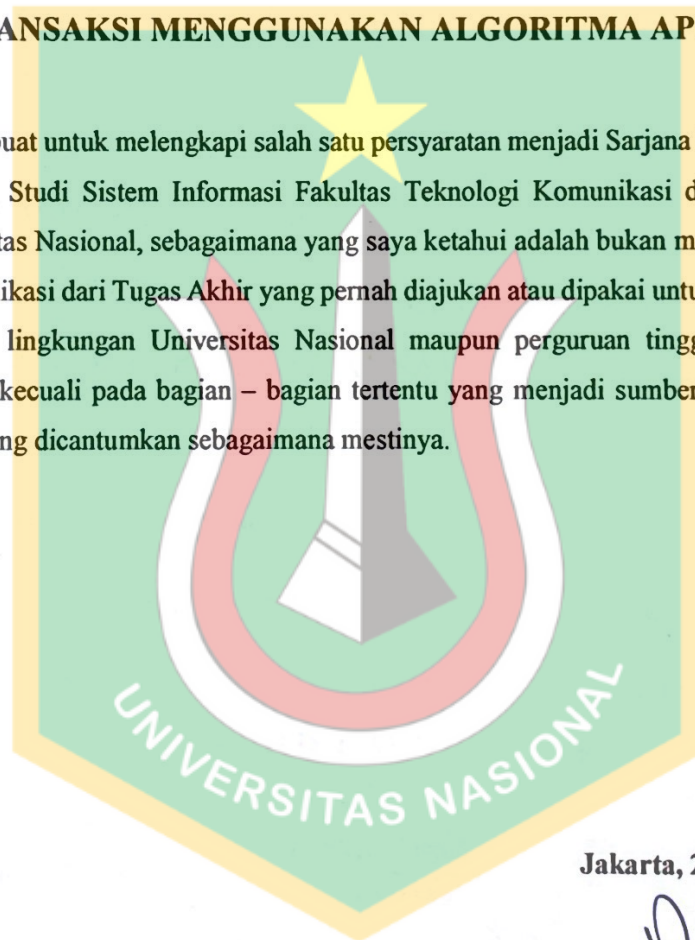 ANSAKSI MENGGUNAKAN ALGORITMA AP
buat untuk melengkapi salah satu persyaratan menjadi Sarjana
Studi Sistem Informasi Fakultas Teknologi Komunikasi d
tas Nasional, sebagaimana yang saya ketahui adalah bukan m
ikasi dari Tugas Akhir yang pernah diajukan atau dipakai untu
lingkungan Universitas Nasional maupun perguruan tingg
kecuali pada bagian – bagian tertentu yang menjadi sumber
ng dicantumkan sebagaimana mestinya.
UNIVERSITAS NASIONAL
Jakarta, 2